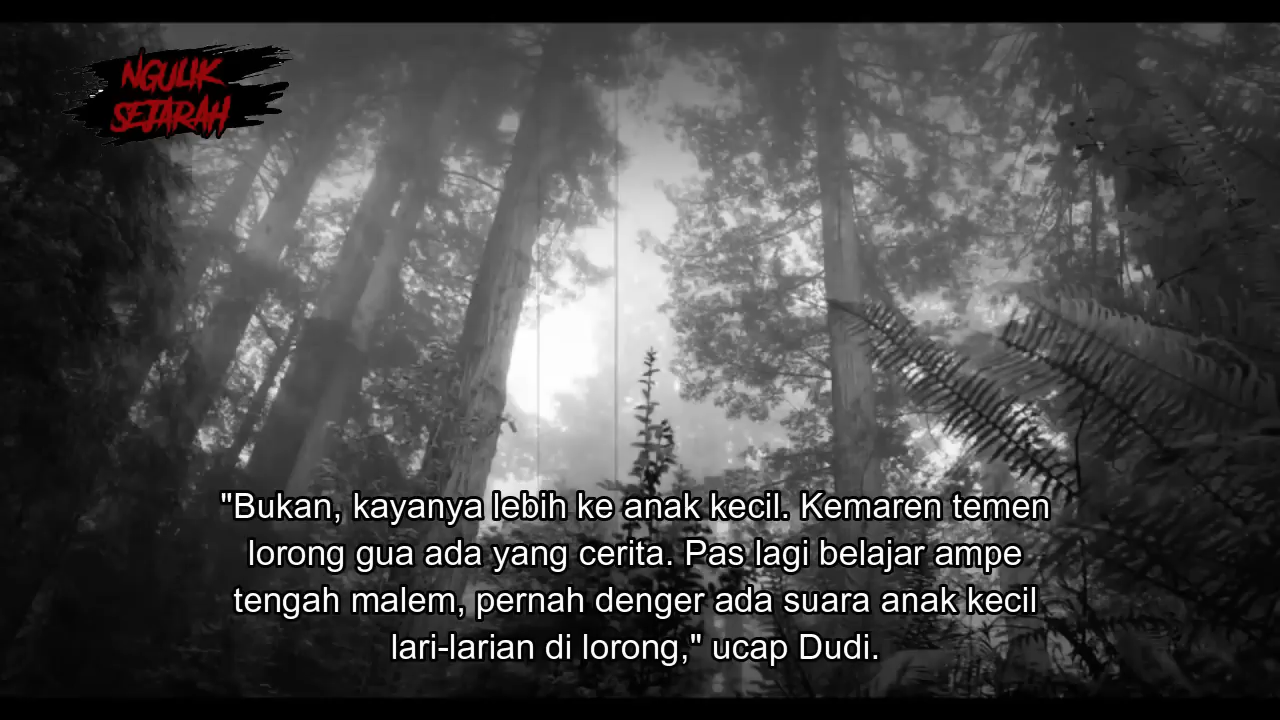 NGULIK
SEJARAH
"Bukan, kayanya lebih ke anak kecil. Kemaren temen
lorong gua ada yang cerita. Pas lagi belajar ampe
tengah malem, pernah denger ada suara anak kecil
lari-larian di lorong," ucap Dudi.